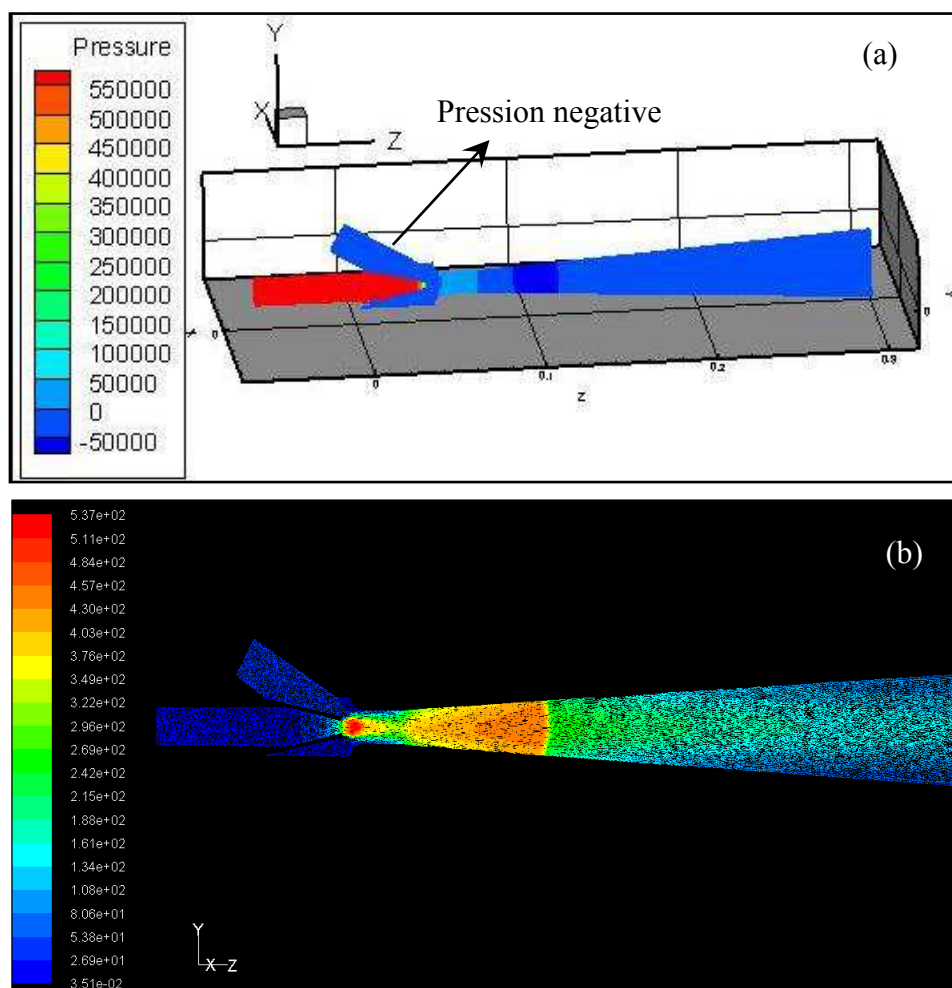 (a)
Pressure
550000
500000
450000
400000
350000
300000
250000
200000
150000
100000
50000
0
-50000
Y
X
Z
Pression negative
0
0
0.1
0.2
0.3
0
z
(b)
5.37e+02
5.11e+02
4.84e+02
4.57e+02
4.30e+02
4.03e+02
3.76e+02
3.49e+02
3.22e+02
2.96e+02
2.69e+02
2.42e+02
2.15e+02
1.88e+02
1.61e+02
1.34e+02
1.08e+02
8.06e+01
5.38e+01
2.69e+01
3.51e-02
Y
X Z